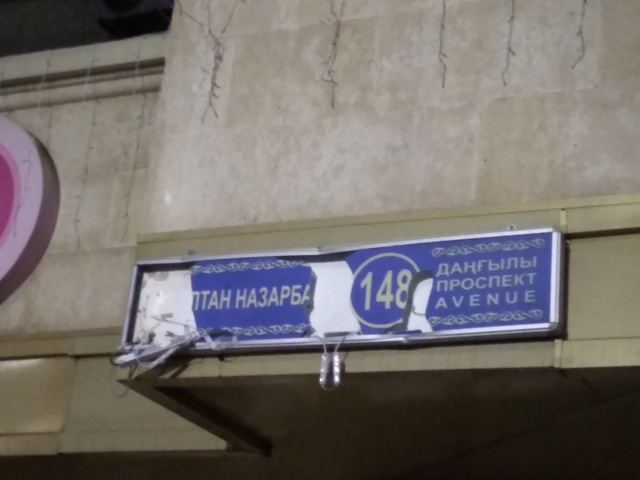 ЛТАН НАЗАРБА
148
ДАҢҒЫЛЫ
ПРОСПЕКТ
AVENUE